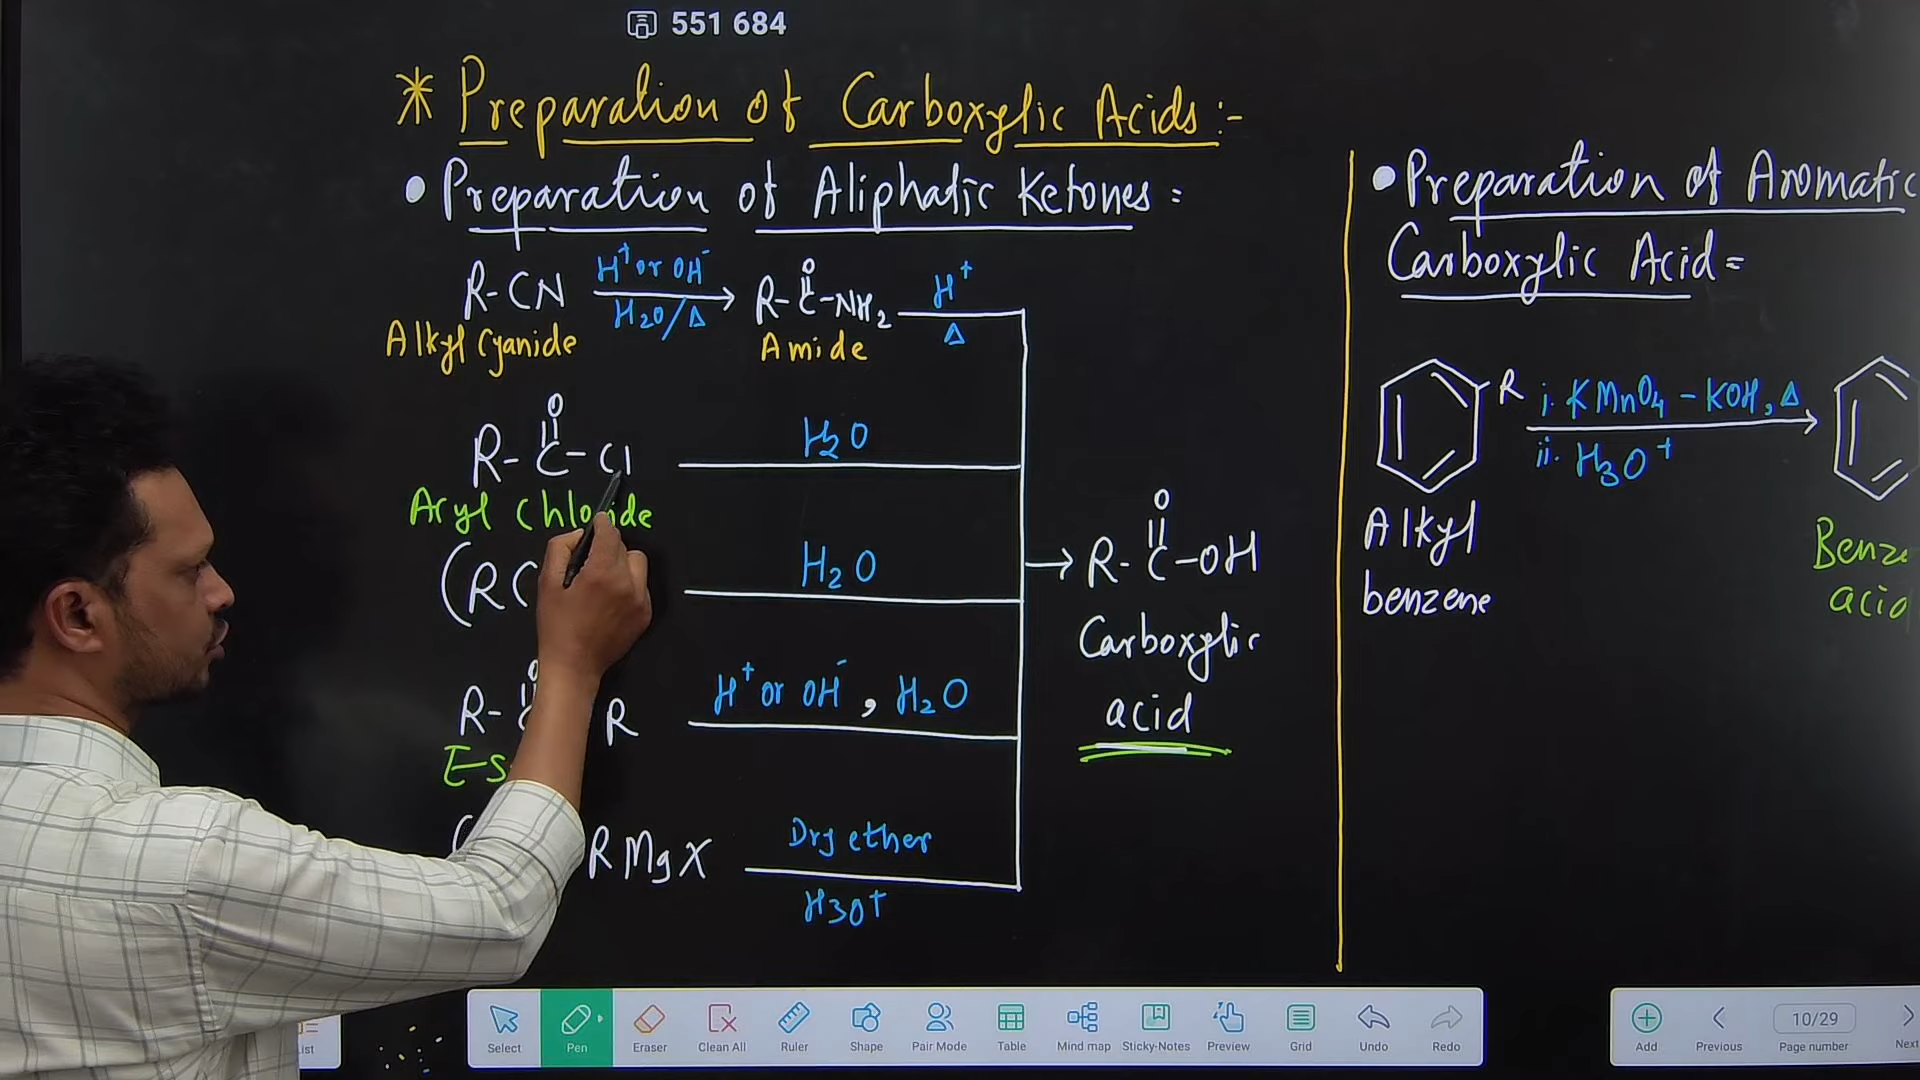 551 684
* Preparation of Carboxylic Acids :-
• Preparation of Aliphatic Ketones =
R-CN
H⁺ or OH⁻
H₂O/Δ
R-C-NH₂
O
H⁺
Δ
Alkyl Cyanide
Amide
O
R-C-Cl
H₂O
Acyl Chloride
(RC
H₂O
O
R-C-OH
Carboxylic
acid
R-
R
H⁺ or OH⁻, H₂O
Es
RMgX
Dry ether
H3O⁺
• Preparation of Aromatic
Carboxylic Acid =
R
i. KMnO₄ - KOH, Δ
ii. H₃O⁺
Alkyl
benzene
Benz
acid
Select
Pen
Eraser
Clean All
Ruler
Shape
Pair Mode
Table
Mind map
Sticky-Notes
Preview
Grid
Undo
Redo
Add
Previous
10/29
Page number
Next